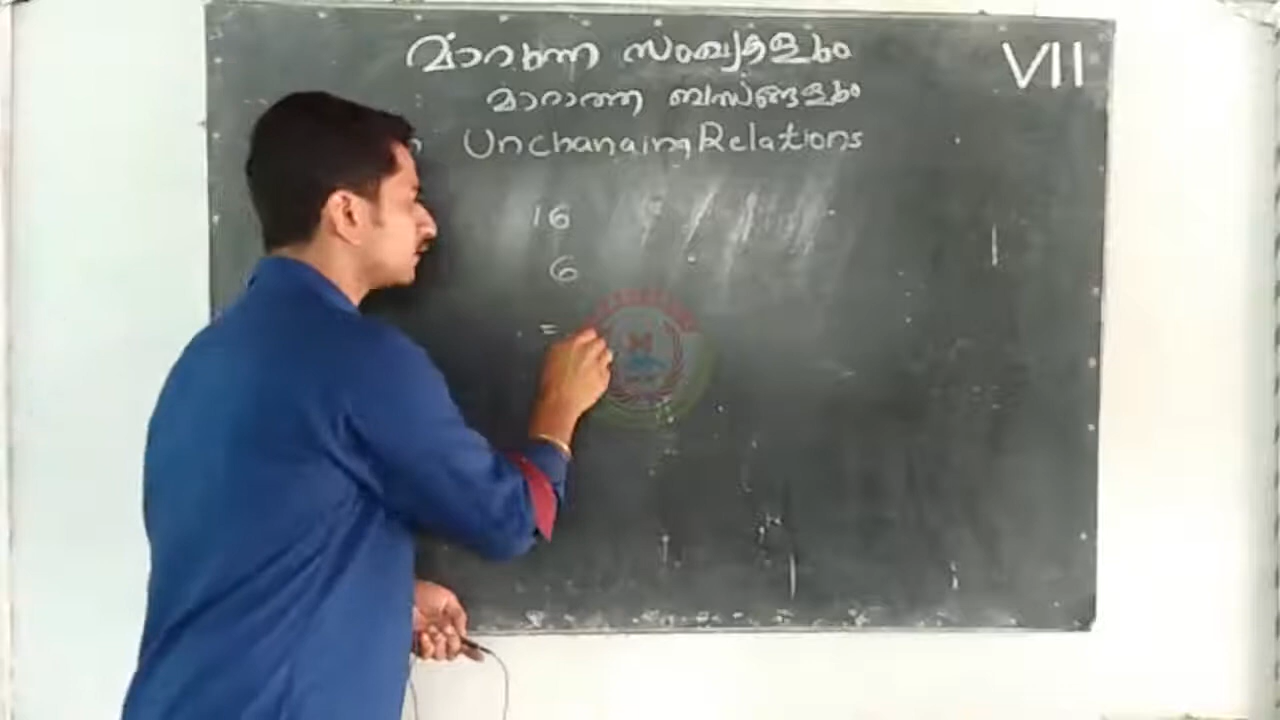 മാറുന്ന സംഖ്യകളും
VII
മാറാത്ത ബന്ധങ്ങളും
Unchanging Relations
16
6
=